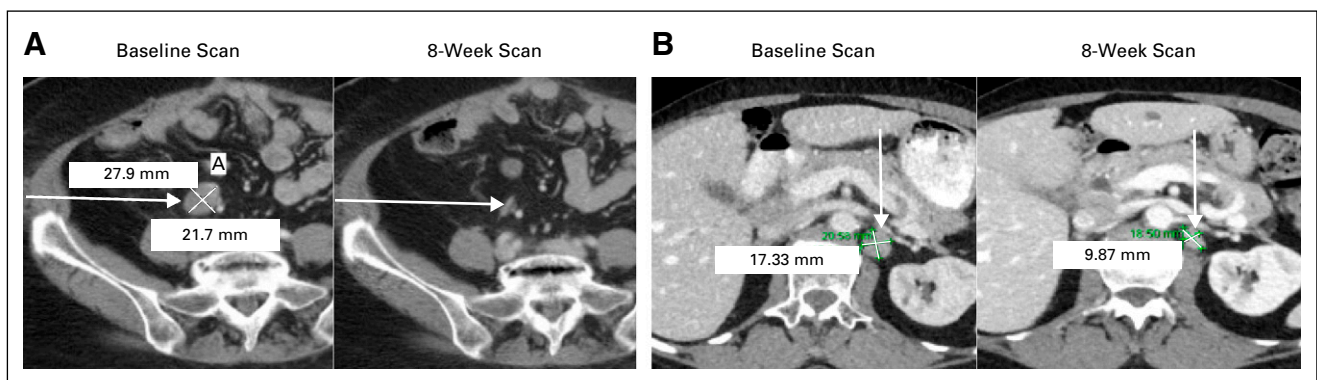 A
Baseline Scan
8-Week Scan
27.9 mm
A
21.7 mm
B
Baseline Scan
8-Week Scan
20.50 mm
17.33 mm
18.50 mm
9.87 mm